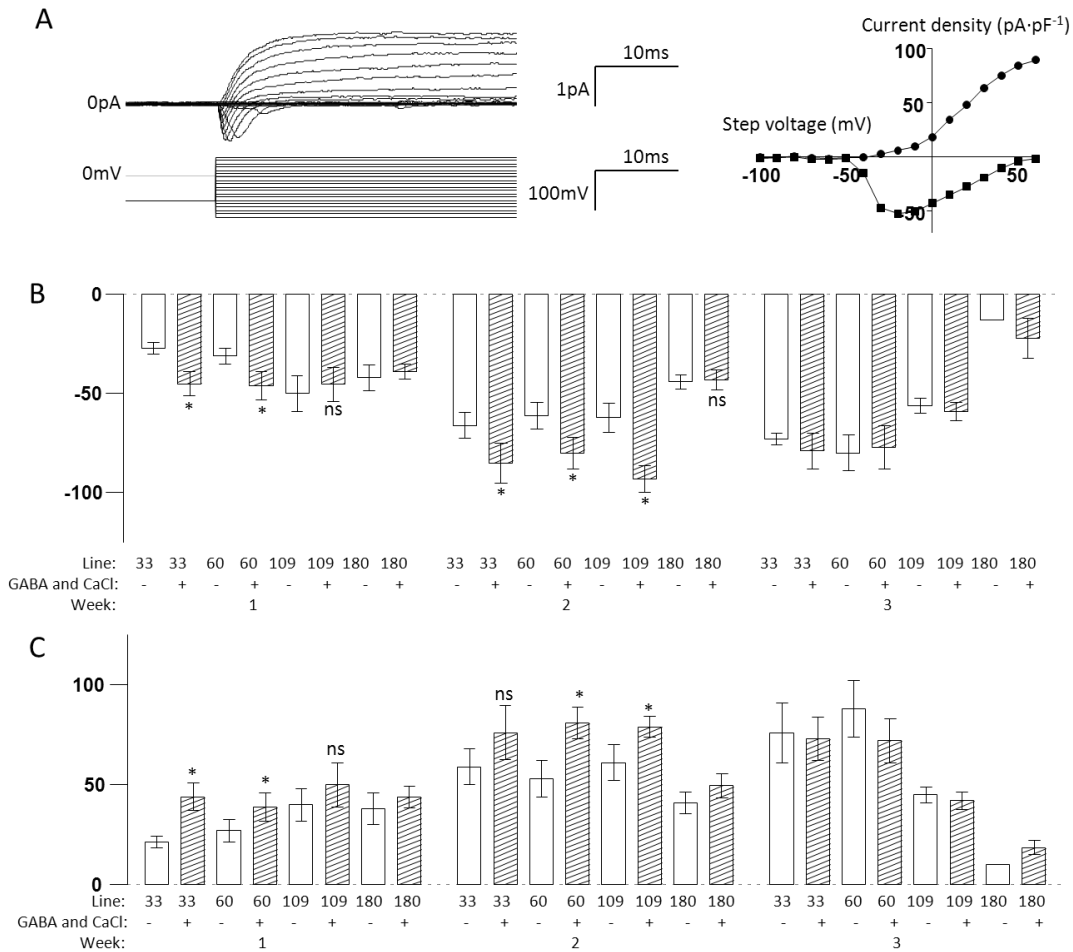 A
0pA
0mV
10ms
1pA
10ms
100mV
Current density (pA·pF⁻¹)
100
50
Step voltage (mV)
-100
-50
50
-50
B
0
-50
-100
*
*
ns
*
*
*
ns
Line: 33 33 60 60 109 109 180 180 33 33 60 60 109 109 180 180 33 33 60 60 109 109 180 180
GABA and CaCl: - + - + - + - + - + - + - + - + - + - + - + - +
Week: 1 2 3
C
100
50
0
*
*
ns
ns
*
*
Line: 33 33 60 60 109 109 180 180 33 33 60 60 109 109 180 180 33 33 60 60 109 109 180 180
GABA and CaCl: - + - + - + - + - + - + - + - + - + - + - + - +
Week: 1 2 3